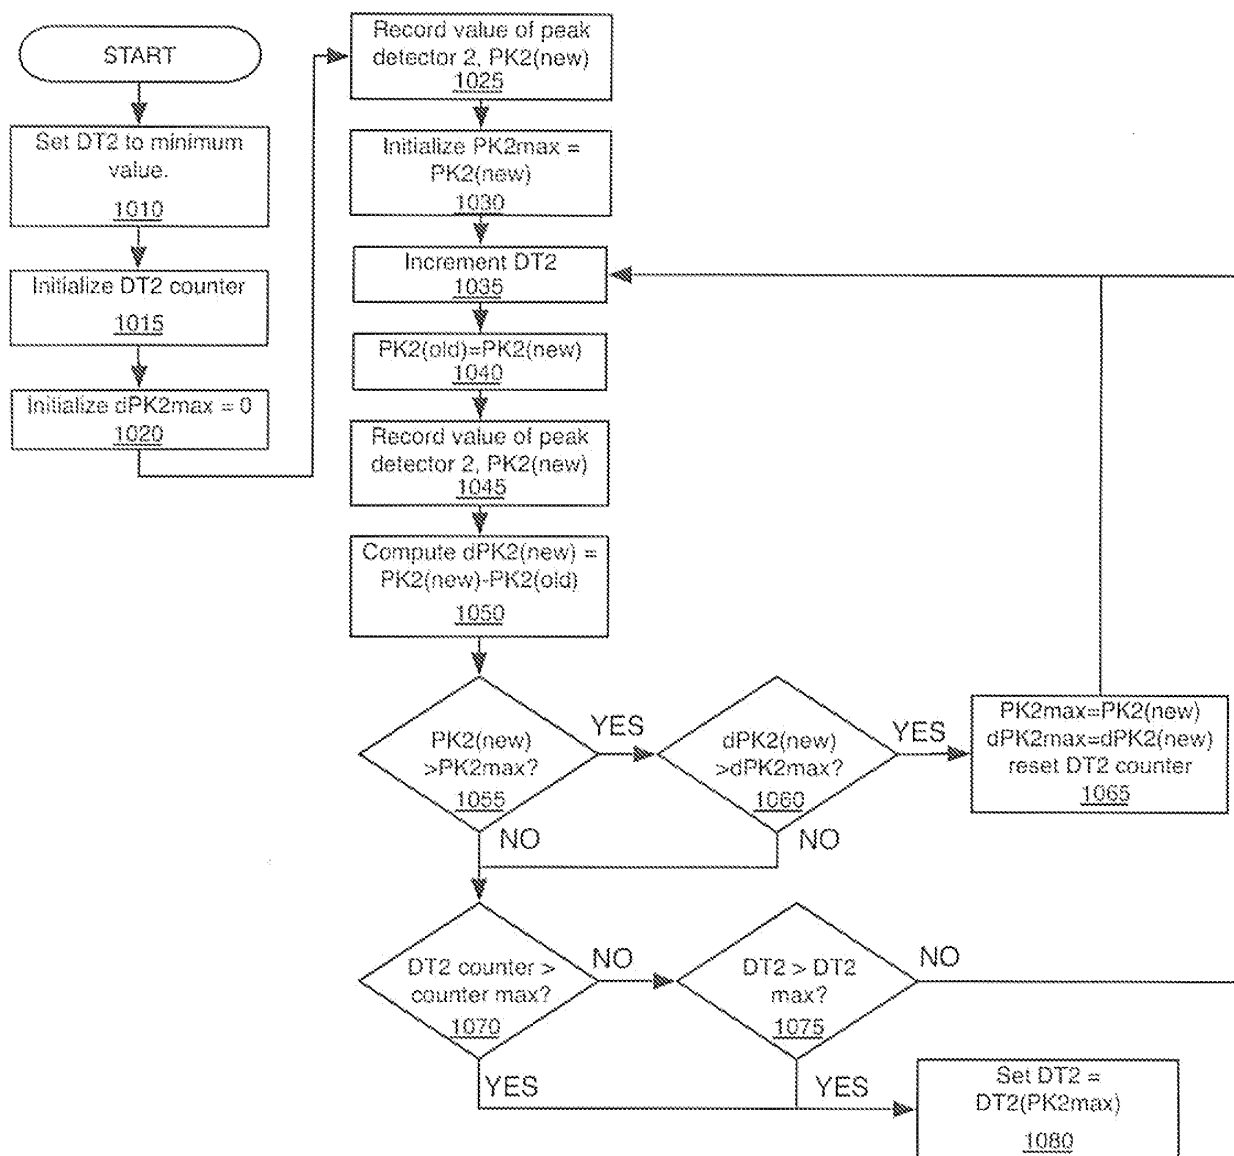 START
Set DT2 to minimum
value.
1010
Initialize DT2 counter
1015
Initialize dPK2max = 0
1020
Record value of peak
detector 2, PK2(new)
1025
Initialize PK2max =
PK2(new)
1030
Increment DT2
1035
PK2(old)=PK2(new)
1040
Record value of peak
detector 2, PK2(new)
1045
Compute dPK2(new) =
PK2(new)-PK2(old)
1050
PK2(new)
>PK2max?
1055
YES
NO
dPK2(new)
>dPK2max?
1060
YES
NO
PK2max=PK2(new)
dPK2max=dPK2(new)
reset DT2 counter
1065
DT2 counter >
counter max?
1070
NO
YES
DT2 > DT2
max?
1075
NO
YES
Set DT2 =
DT2(PK2max)
1080